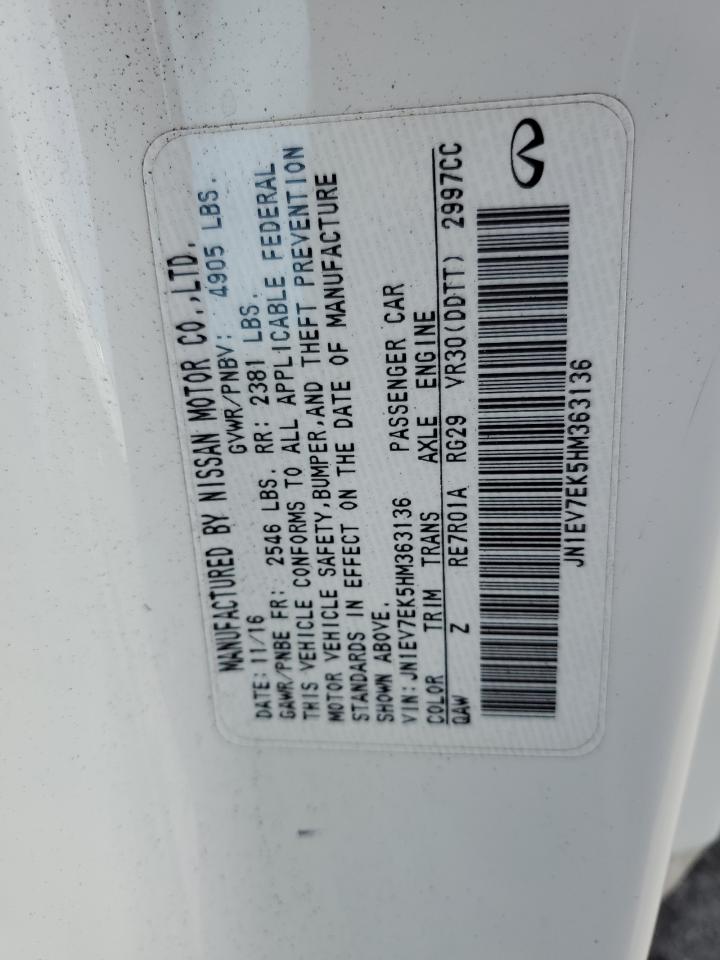 MANUFACTURED BY NISSAN MOTOR CO.,LTD.
DATE: 11/16 GVWR/PNBV: 4905 LBS.
GAWR/PNBE FR: 2546 LBS. RR: 2381 LBS.
THIS VEHICLE CONFORMS TO ALL APPLICABLE FEDERAL
MOTOR VEHICLE SAFETY,BUMPER,AND THEFT PREVENTION
STANDARDS IN EFFECT ON THE DATE OF MANUFACTURE
SHOWN ABOVE.
VIN: JN1EV7EK5HM363136 PASSENGER CAR
COLOR TRIM TRANS AXLE ENGINE
QAW Z RE7R01A RG29 VR30(DDTT) 2997CC
JN1EV7EK5HM363136